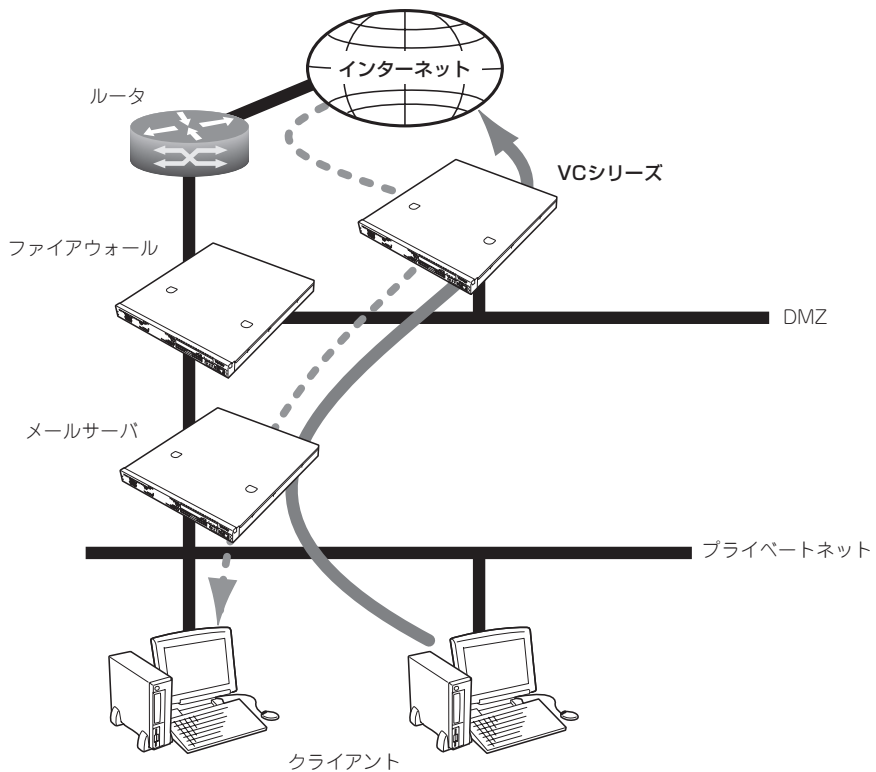 インターネット
ルータ
VCシリーズ
ファイアウォール
DMZ
メールサーバ
プライベートネット
クライアント